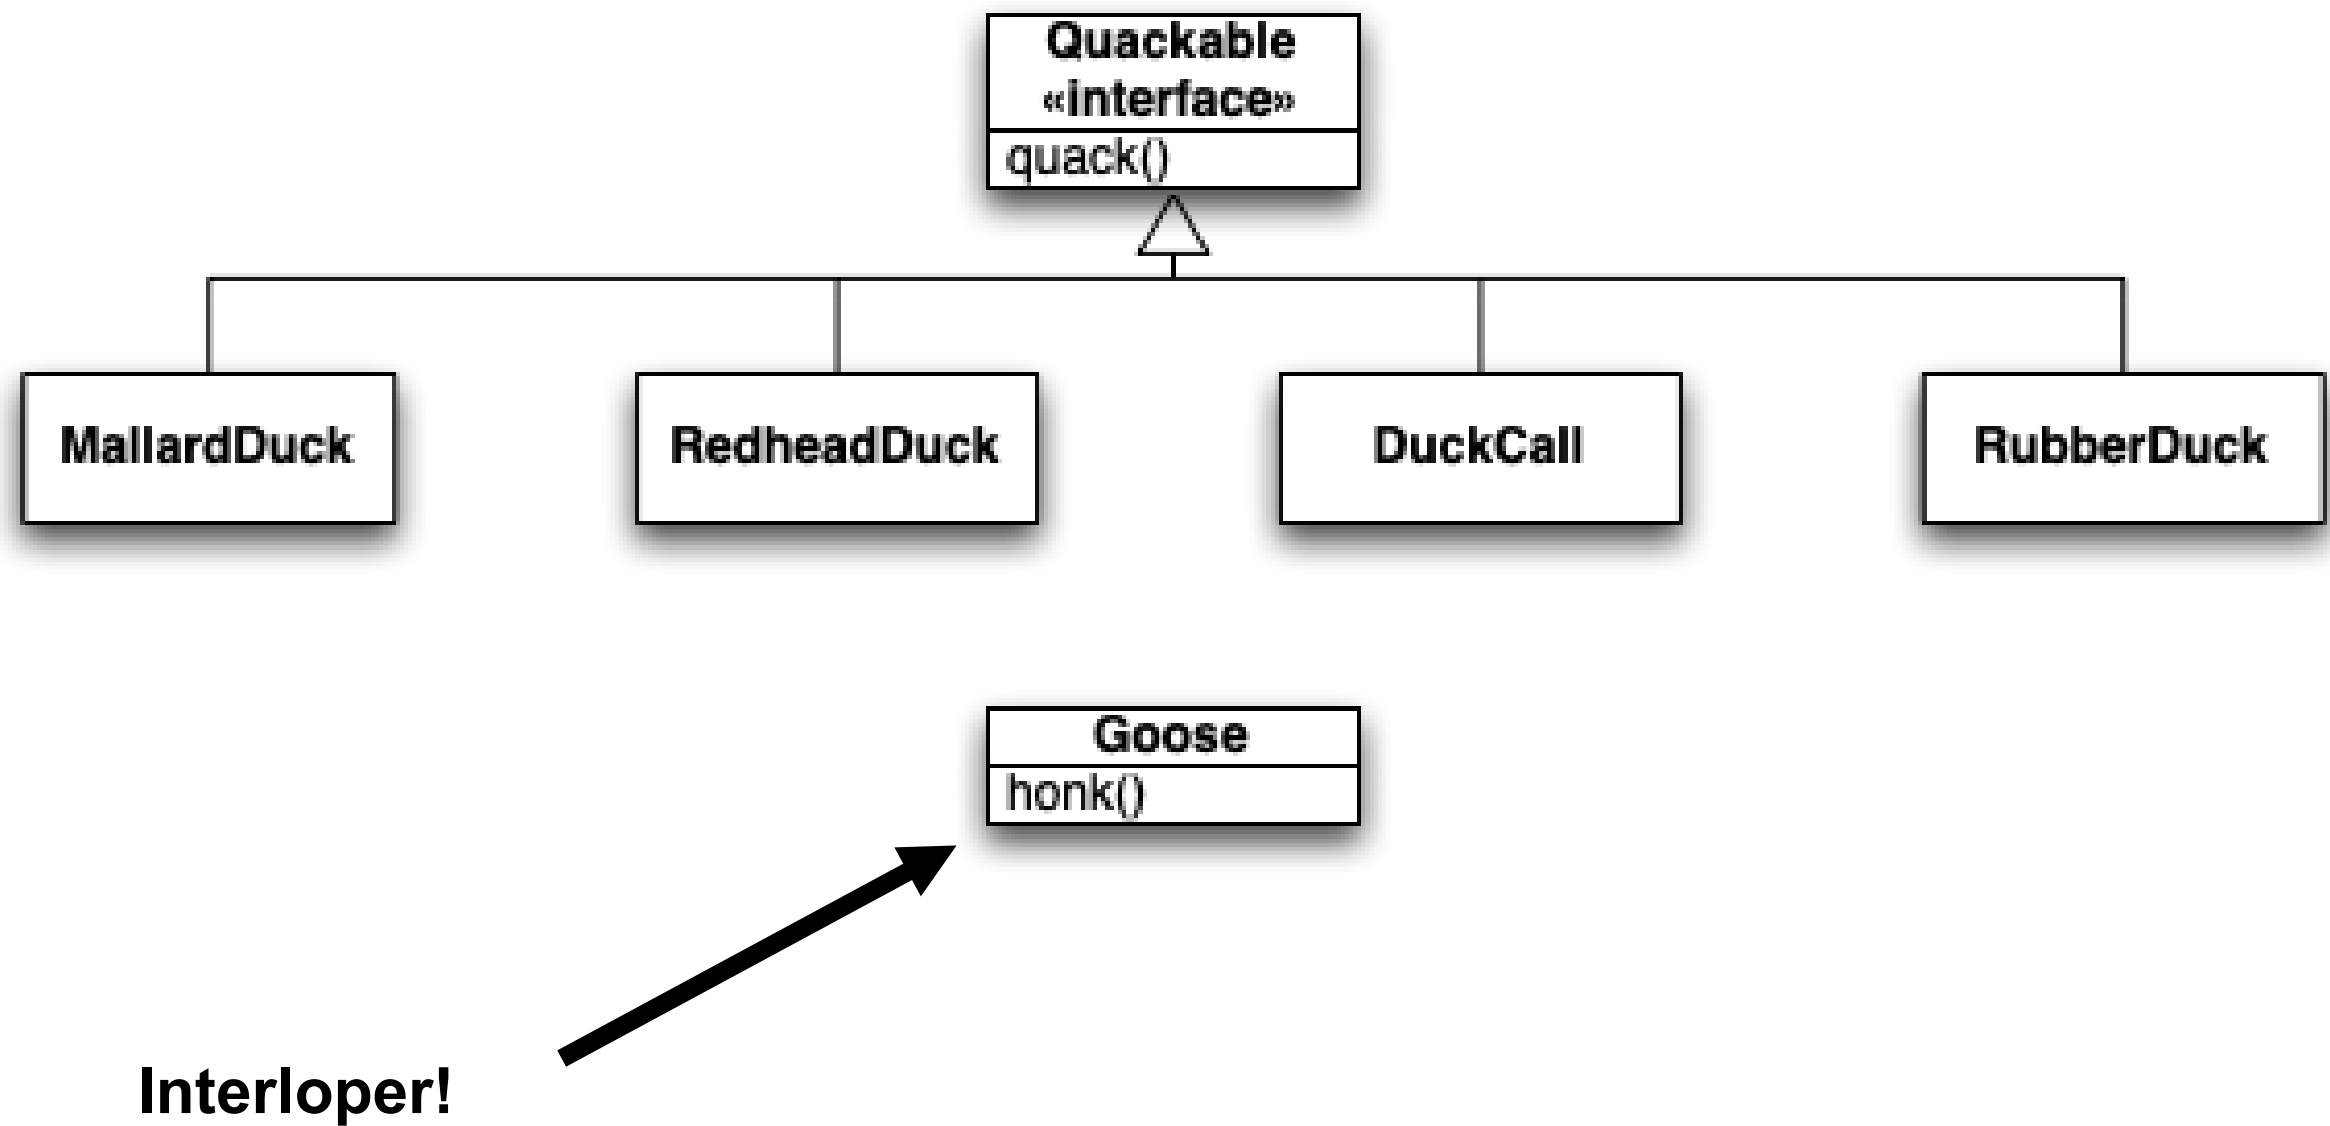 Quackable
«interface»
quack()
MallardDuck
RedheadDuck
DuckCall
RubberDuck
Goose
honk()
Interloper!